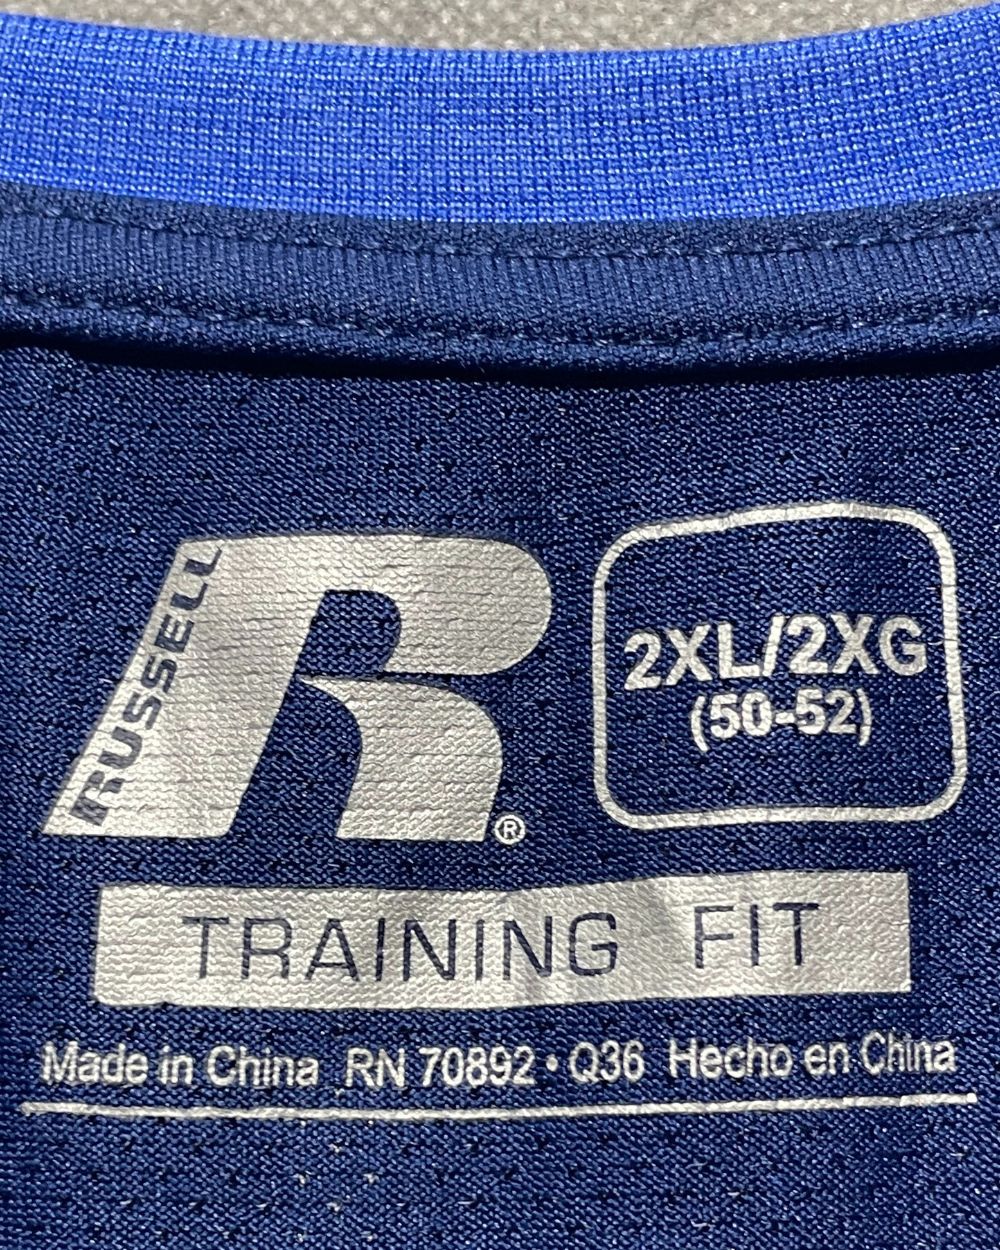 RUSSELL
R®
2XL/2XG
(50-52)
TRAINING FIT
Made in China RN 70892 • Q36 Hecho en China